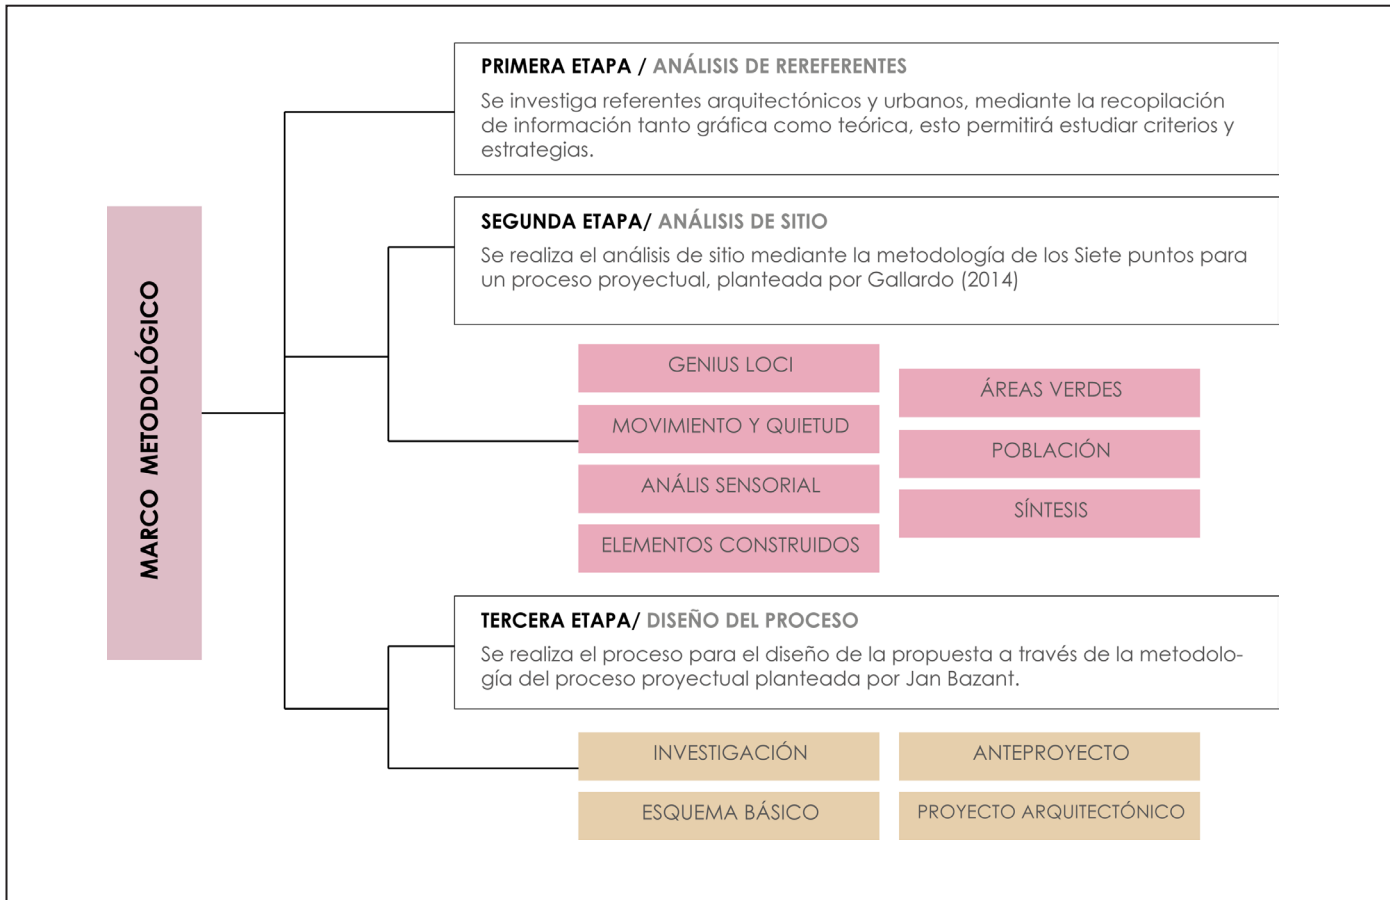 MARCO METODOLÓGICO
PRIMERA ETAPA / ANÁLISIS DE REREFERENTES
Se investiga referentes arquitectónicos y urbanos, mediante la recopilación
de información tanto gráfica como teórica, esto permitirá estudiar criterios y
estrategias.
SEGUNDA ETAPA/ ANÁLISIS DE SITIO
Se realiza el análisis de sitio mediante la metodología de los Siete puntos para
un proceso proyectual, planteada por Gallardo (2014)
GENIUS LOCI
MOVIMIENTO Y QUIETUD
ANÁLIS SENSORIAL
ELEMENTOS CONSTRUIDOS
ÁREAS VERDES
POBLACIÓN
SÍNTESIS
TERCERA ETAPA/ DISEÑO DEL PROCESO
Se realiza el proceso para el diseño de la propuesta a través de la metodolo-
gía del proceso proyectual planteada por Jan Bazant.
INVESTIGACIÓN
ESQUEMA BÁSICO
ANTEPROYECTO
PROYECTO ARQUITECTÓNICO